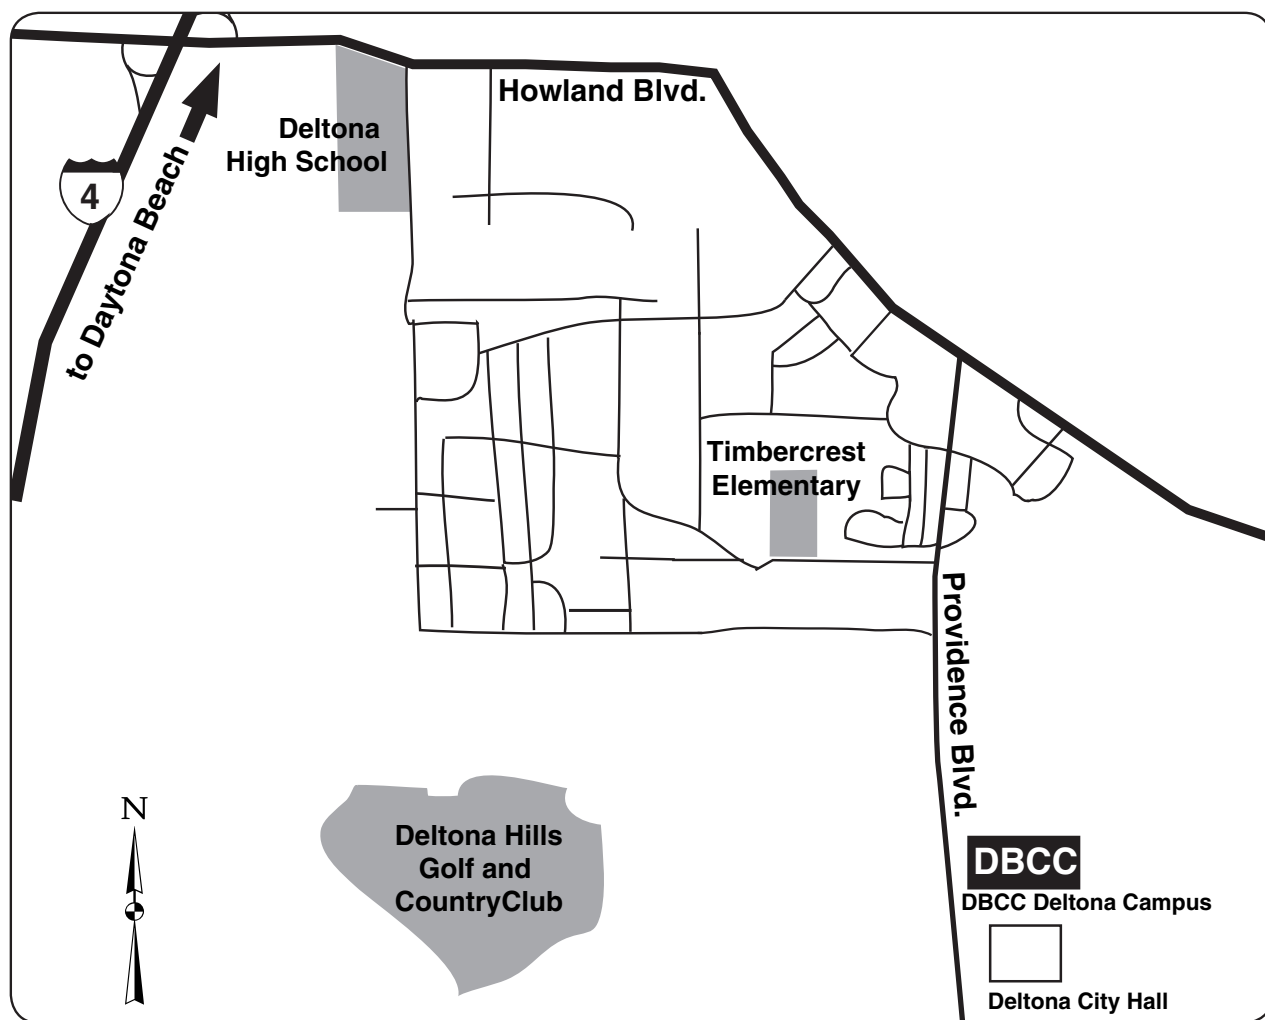 Howland Blvd.
Deltona
High School
4
to Daytona Beach
Timbercrest
Elementary
Providence Blvd.
N
Deltona Hills
Golf and
CountryClub
DBCC
DBCC Deltona Campus
Deltona City Hall